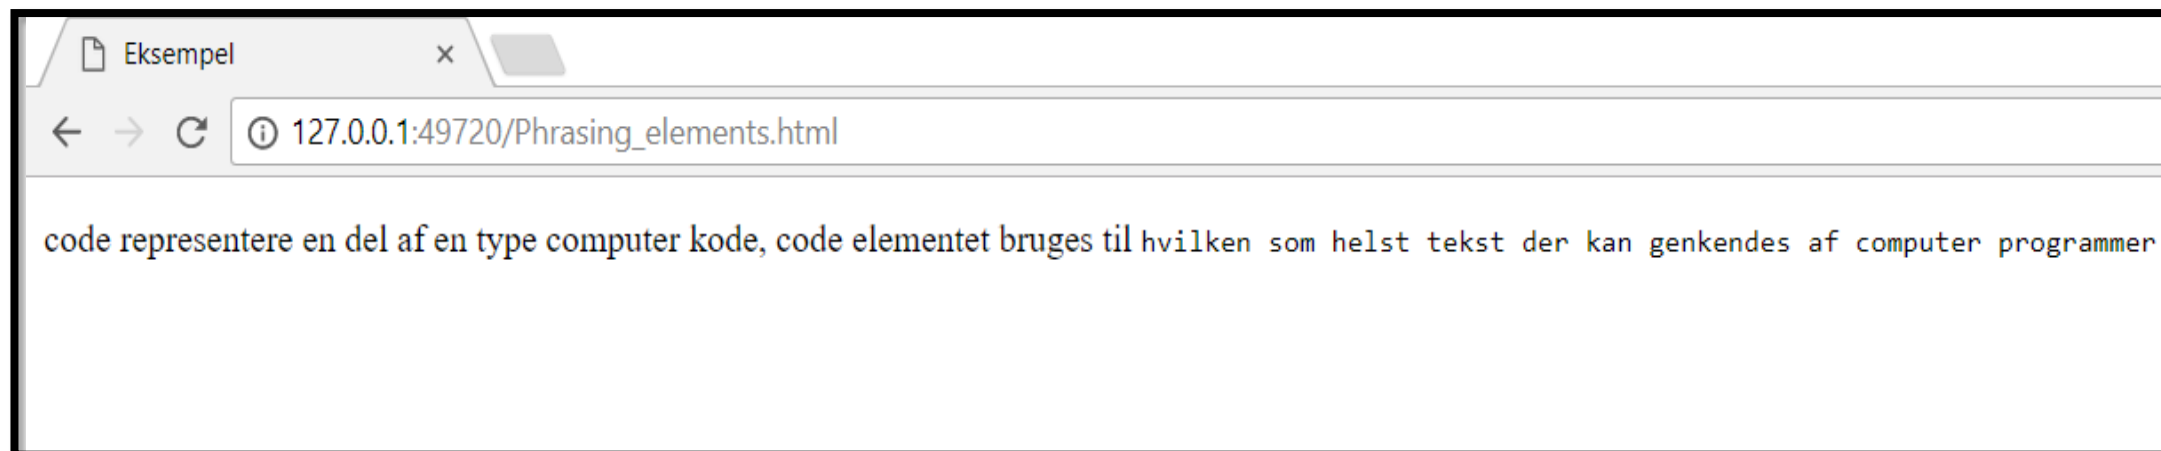 Eksempel
127.0.0.1:49720/Phrasing_elements.html
code representere en del af en type computer kode, code elementet bruges til hvilken som helst tekst der kan genkendes af computer programmer